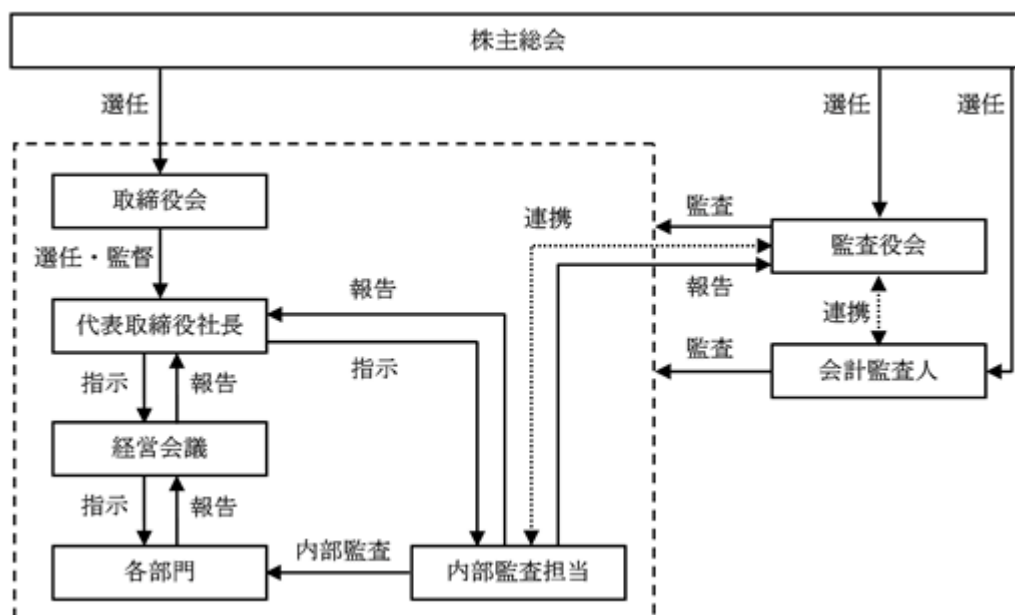 株主総会
選任
選任
選任
取締役会
連携
監査
監査役会
選任・監督
報告
報告
代表取締役社長
連携
指示
報告
指示
監査
会計監査人
経営会議
指示
報告
内部監査
各部門
内部監査担当